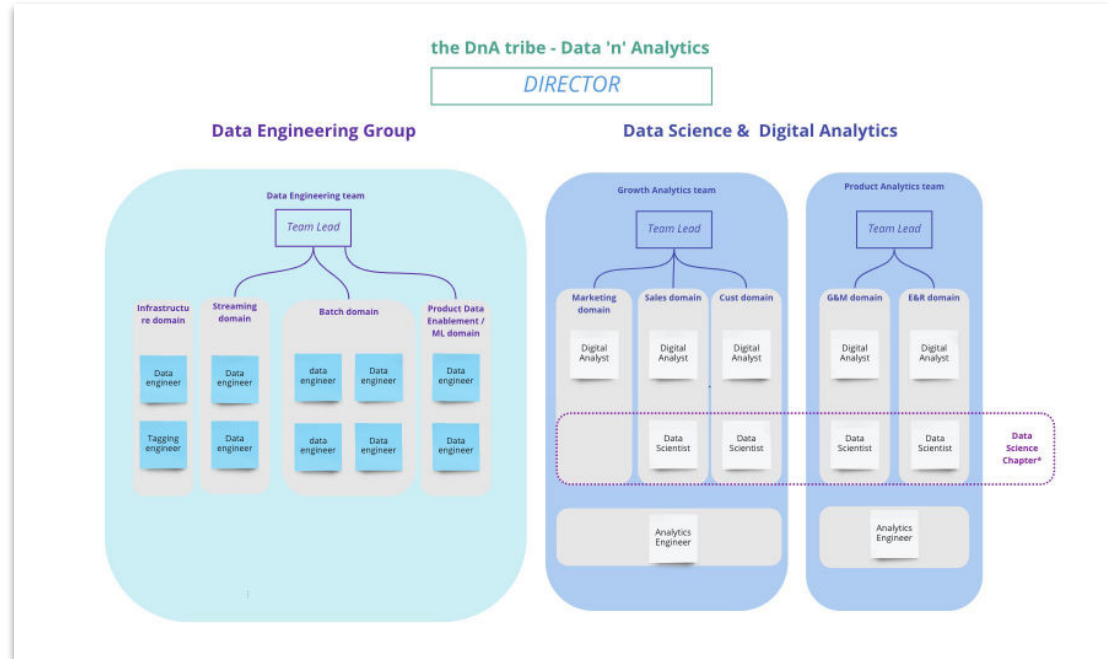 the DnA tribe - Data 'n' Analytics
DIRECTOR
Data Engineering Group
Data Science & Digital Analytics
Data Engineering team
Team Lead
Infrastructu
re domain
Streaming
domain
Batch domain
Product Data
Enablement /
ML domain
Data
engineer
Data
engineer
data
engineer
Data
engineer
Data
engineer
Tagging
engineer
Data
engineer
data
engineer
Data
engineer
Data
engineer
Growth Analytics team
Team Lead
Marketing
domain
Sales domain
Cust domain
Digital
Analyst
Digital
Analyst
Digital
Analyst
Data
Scientist
Data
Scientist
Analytics
Engineer
Product Analytics team
Team Lead
G&M domain
E&R domain
Digital
Analyst
Digital
Analyst
Data
Scientist
Data
Scientist
Analytics
Engineer
Data
Science
Chapter*